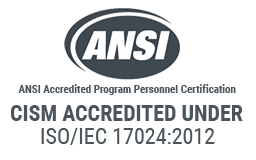 ANSI
ANSI Accredited Program Personnel Certification
CISM ACCREDITED UNDER
ISO/IEC 17024:2012